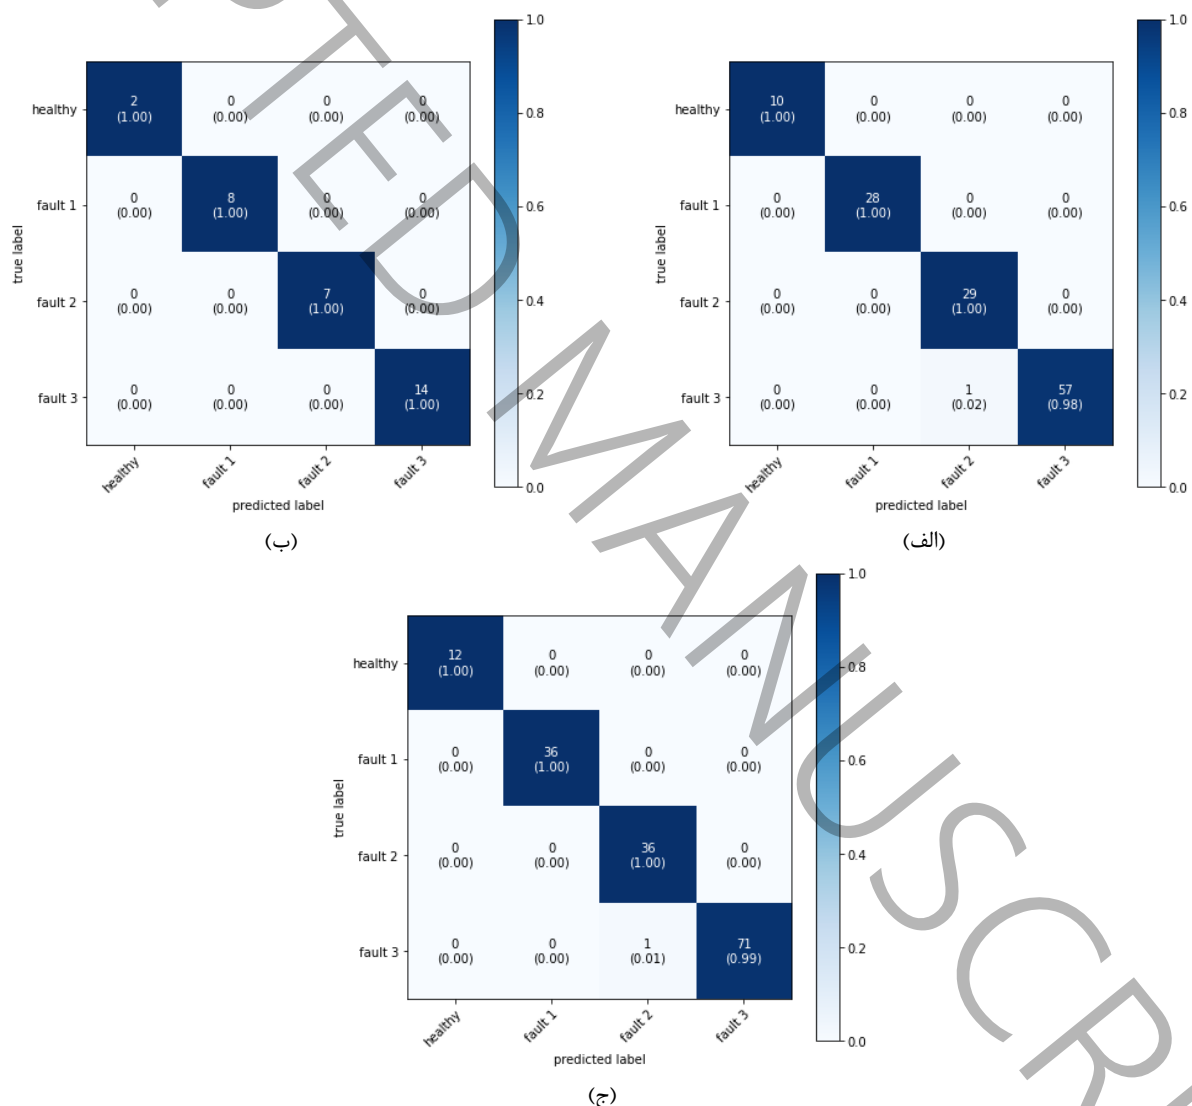 1.0
healthy 2 0 0 0
(1.00) (0.00) (0.00) (0.00)
0.8
fault 1 0 8 0 0
(0.00) (1.00) (0.00) (0.00)
0.6
true label
fault 2 0 0 7 0
(0.00) (0.00) (1.00) (0.00)
0.4
fault 3 0 0 0 14
(0.00) (0.00) (0.00) (1.00)
0.2
0.0
healthy fault 1 fault 2 fault 3
predicted label
(ب)
1.0
healthy 10 0 0 0
(1.00) (0.00) (0.00) (0.00)
0.8
fault 1 0 28 0 0
(0.00) (1.00) (0.00) (0.00)
0.6
true label
fault 2 0 0 29 0
(0.00) (0.00) (1.00) (0.00)
0.4
fault 3 0 0 1 57
(0.00) (0.00) (0.02) (0.98)
0.2
0.0
healthy fault 1 fault 2 fault 3
predicted label
(الف)
1.0
healthy 12 0 0 0
(1.00) (0.00) (0.00) (0.00)
0.8
fault 1 0 36 0 0
(0.00) (1.00) (0.00) (0.00)
0.6
true label
fault 2 0 0 36 0
(0.00) (0.00) (1.00) (0.00)
0.4
fault 3 0 0 1 71
(0.00) (0.00) (0.01) (0.99)
0.2
0.0
healthy fault 1 fault 2 fault 3
predicted label
(ج)
PTED MANUSCRI